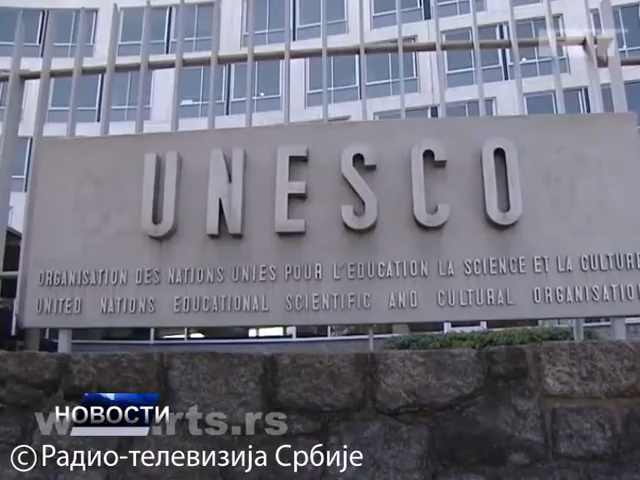 UNESCO
ORGANISATION DES NATIONS UNIES POUR L'EDUCATION LA SCIENCE ET LA CULTURE
UNITED NATIONS EDUCATIONAL SCIENTIFIC AND CULTURAL ORGANISATION
НОВОСТИ
rts.rs
©Радио-телевизија Србије